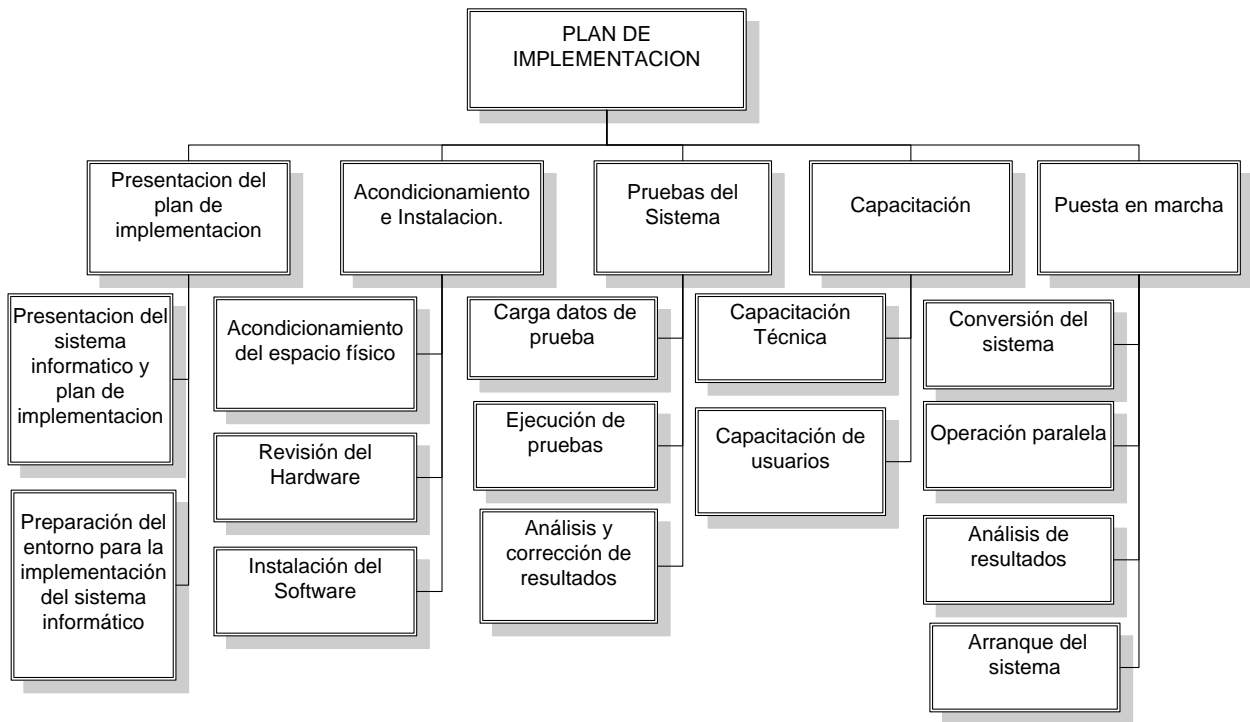 PLAN DE
IMPLEMENTACION
Presentacion del
plan de
implementacion
Acondicionamiento
e Instalacion.
Pruebas del
Sistema
Capacitación
Puesta en marcha
Presentacion del
sistema
informatico y
plan de
implementacion
Preparación del
entorno para la
implementación
del sistema
informático
Acondicionamiento
del espacio físico
Revisión del
Hardware
Instalación del
Software
Carga datos de
prueba
Ejecución de
pruebas
Análisis y
corrección de
resultados
Capacitación
Técnica
Capacitación de
usuarios
Conversión del
sistema
Operación paralela
Análisis de
resultados
Arranque del
sistema